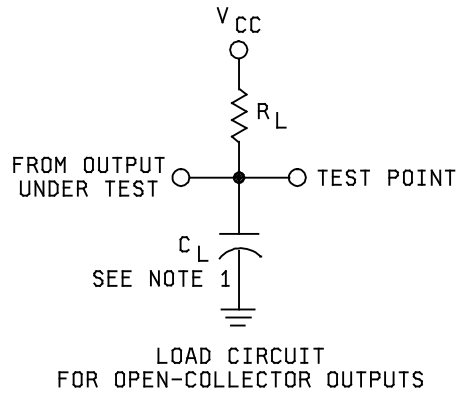 VCC
RL
FROM OUTPUT
UNDER TEST
TEST POINT
CL
SEE NOTE 1
LOAD CIRCUIT
FOR OPEN-COLLECTOR OUTPUTS